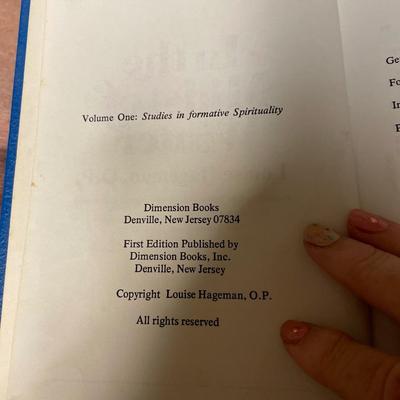 Volume One: Studies in formative Spirituality
Dimension Books
Denville, New Jersey 07834
First Edition Published by
Dimension Books, Inc.
Denville, New Jersey
Copyright Louise Hageman, O.P.
All rights reserved